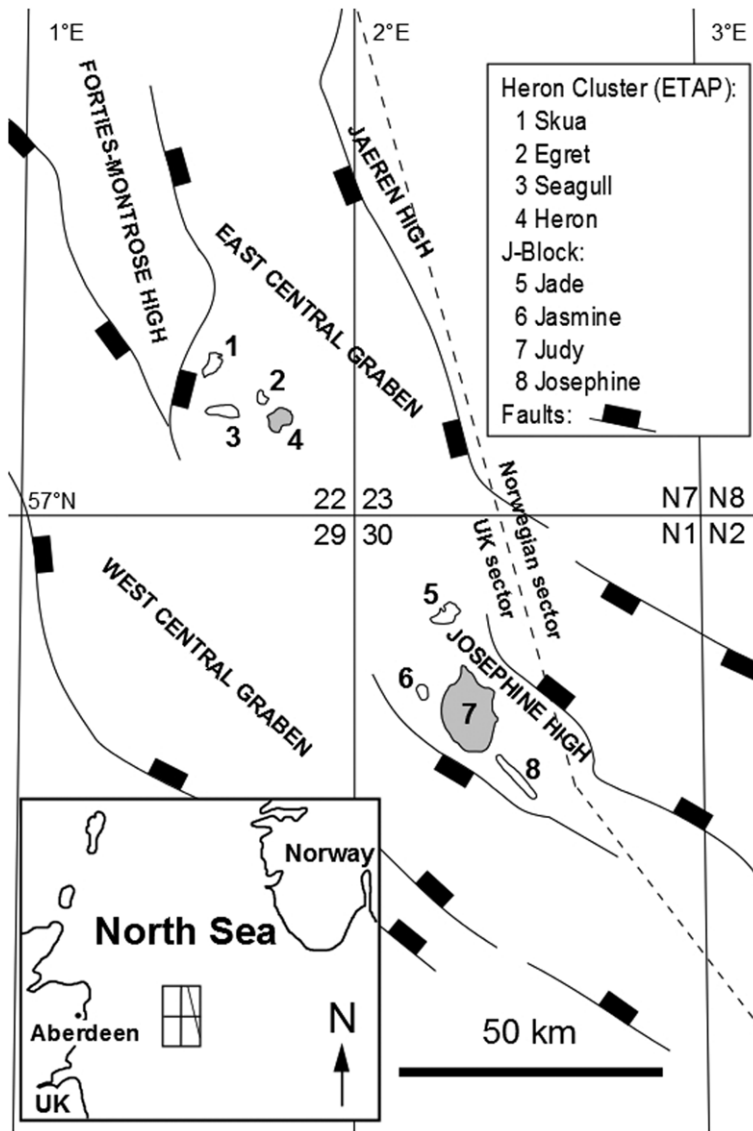 1°E
2°E
3°E
FORTIES-MONTROSE HIGH
JAEREN HIGH
EAST CENTRAL GRABEN
Heron Cluster (ETAP):
1 Skua
2 Egret
3 Seagull
4 Heron
J-Block:
5 Jade
6 Jasmine
7 Judy
8 Josephine
Faults:
1
2
3
4
57°N
22
23
N7
N8
29
30
N1
N2
Norwegian sector
UK sector
WEST CENTRAL GRABEN
5
JOSEPHINE HIGH
6
7
8
Norway
North Sea
Aberdeen
UK
N
50 km